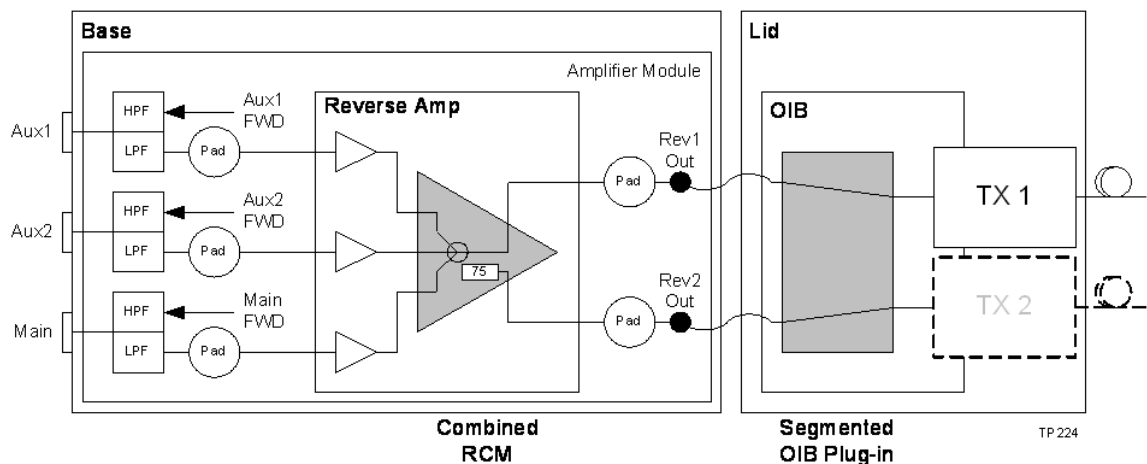 Base
Lid
Amplifier Module
Reverse Amp
OIB
Aux1
HPF
LPF
Aux1
FWD
Pad
Aux2
HPF
LPF
Aux2
FWD
Pad
Main
HPF
LPF
Main
FWD
Pad
75
Pad
Rev1
Out
Pad
Rev2
Out
TX 1
TX 2
Combined
RCM
Segmented
OIB Plug-in
TP 224